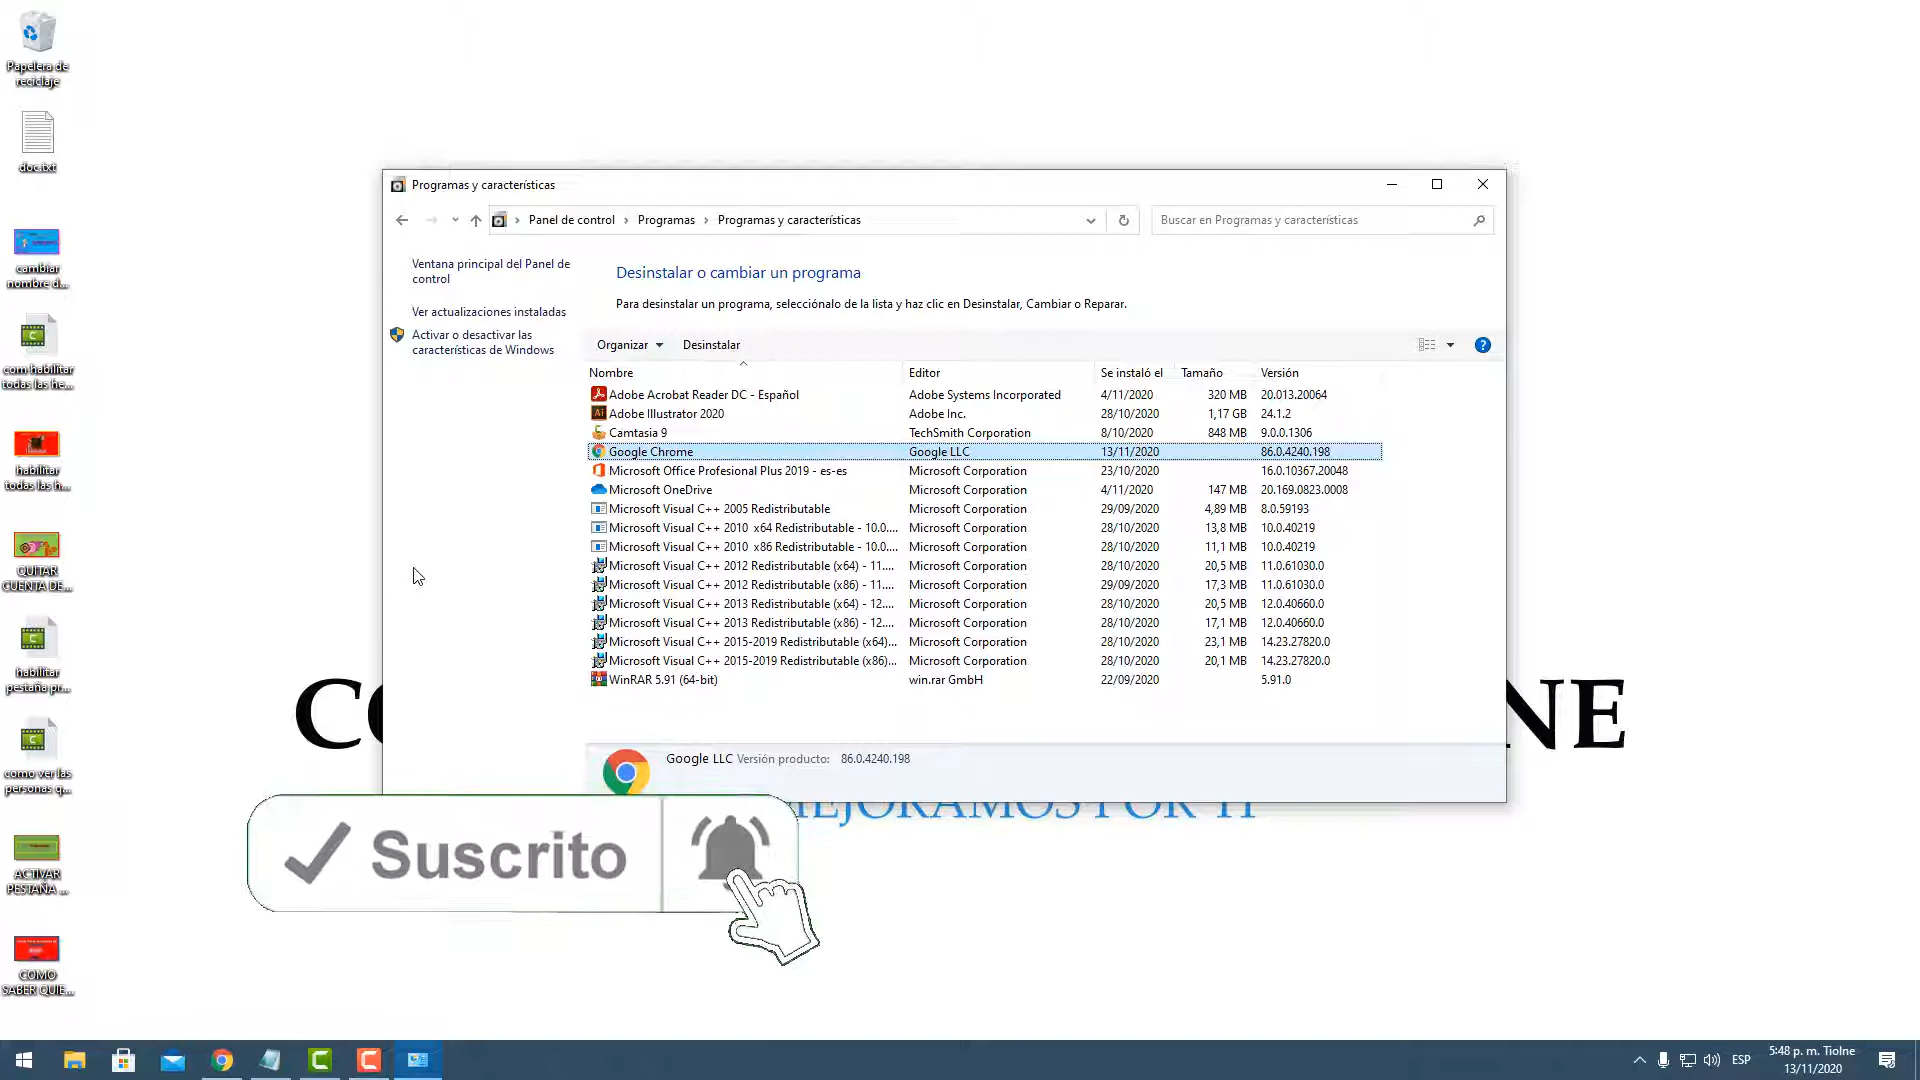 Papelera de
reciclaje
doc.txt
cambiar
nombre d...
com habilitar
todas las he...
habilitar
todas las h...
QUITAR
CUENTA DE...
habilitar
pestaña pr...
como ver las
personas q...
ACTIVAR
PESTAÑA ...
COMO
SABER QUIE...
Programas y características
Panel de control › Programas › Programas y características
Buscar en Programas y características
Ventana principal del Panel de
control
Ver actualizaciones instaladas
Activar o desactivar las
características de Windows
Desinstalar o cambiar un programa
Para desinstalar un programa, selecciónalo de la lista y haz clic en Desinstalar, Cambiar o Reparar.
Organizar Desinstalar
Nombre Editor Se instaló el Tamaño Versión
Adobe Acrobat Reader DC - Español Adobe Systems Incorporated 4/11/2020 320 MB 20.013.20064
Adobe Illustrator 2020 Adobe Inc. 28/10/2020 1,17 GB 24.1.2
Camtasia 9 TechSmith Corporation 8/10/2020 848 MB 9.0.0.1306
Google Chrome Google LLC 13/11/2020 86.0.4240.198
Microsoft Office Profesional Plus 2019 - es-es Microsoft Corporation 23/10/2020 16.0.10367.20048
Microsoft OneDrive Microsoft Corporation 4/11/2020 147 MB 20.169.0823.0008
Microsoft Visual C++ 2005 Redistributable Microsoft Corporation 29/09/2020 4,89 MB 8.0.59193
Microsoft Visual C++ 2010 x64 Redistributable - 10.0.... Microsoft Corporation 28/10/2020 13,8 MB 10.0.40219
Microsoft Visual C++ 2010 x86 Redistributable - 10.0.... Microsoft Corporation 28/10/2020 11,1 MB 10.0.40219
Microsoft Visual C++ 2012 Redistributable (x64) - 11.... Microsoft Corporation 28/10/2020 20,5 MB 11.0.61030.0
Microsoft Visual C++ 2012 Redistributable (x86) - 11.... Microsoft Corporation 29/09/2020 17,3 MB 11.0.61030.0
Microsoft Visual C++ 2013 Redistributable (x64) - 12.... Microsoft Corporation 28/10/2020 20,5 MB 12.0.40660.0
Microsoft Visual C++ 2013 Redistributable (x86) - 12.... Microsoft Corporation 28/10/2020 17,1 MB 12.0.40660.0
Microsoft Visual C++ 2015-2019 Redistributable (x64)... Microsoft Corporation 28/10/2020 23,1 MB 14.23.27820.0
Microsoft Visual C++ 2015-2019 Redistributable (x86)... Microsoft Corporation 28/10/2020 20,1 MB 14.23.27820.0
WinRAR 5.91 (64-bit) win.rar GmbH 22/09/2020 5.91.0
Google LLC Versión producto: 86.0.4240.198
NE
MEJORAMOS POR TI
Suscrito
ESP
5:48 p. m. Tiolne
13/11/2020